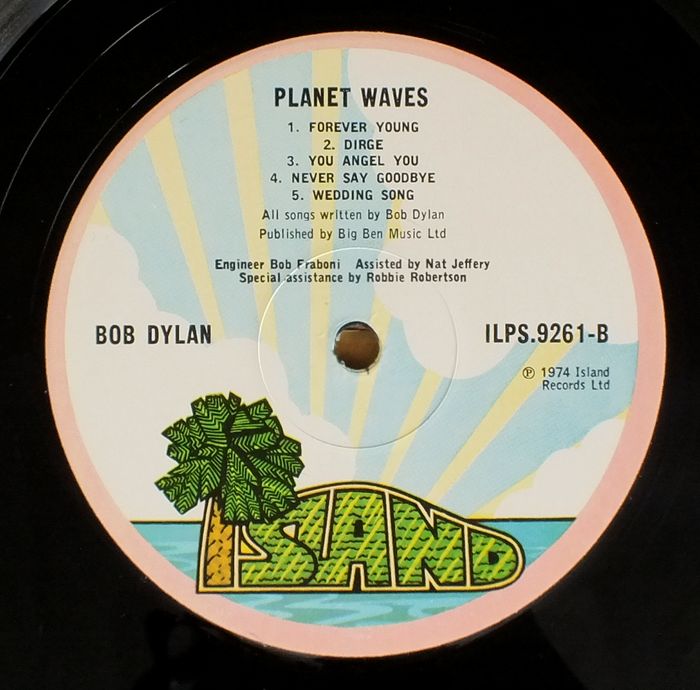 PLANET WAVES
1. FOREVER YOUNG
2. DIRGE
3. YOU ANGEL YOU
4. NEVER SAY GOODBYE
5. WEDDING SONG
All songs written by Bob Dylan
Published by Big Ben Music Ltd
Engineer Bob Fraboni Assisted by Nat Jeffery
Special assistance by Robbie Robertson
BOB DYLAN
ILPS.9261-B
℗ 1974 Island
Records Ltd
ISLAND